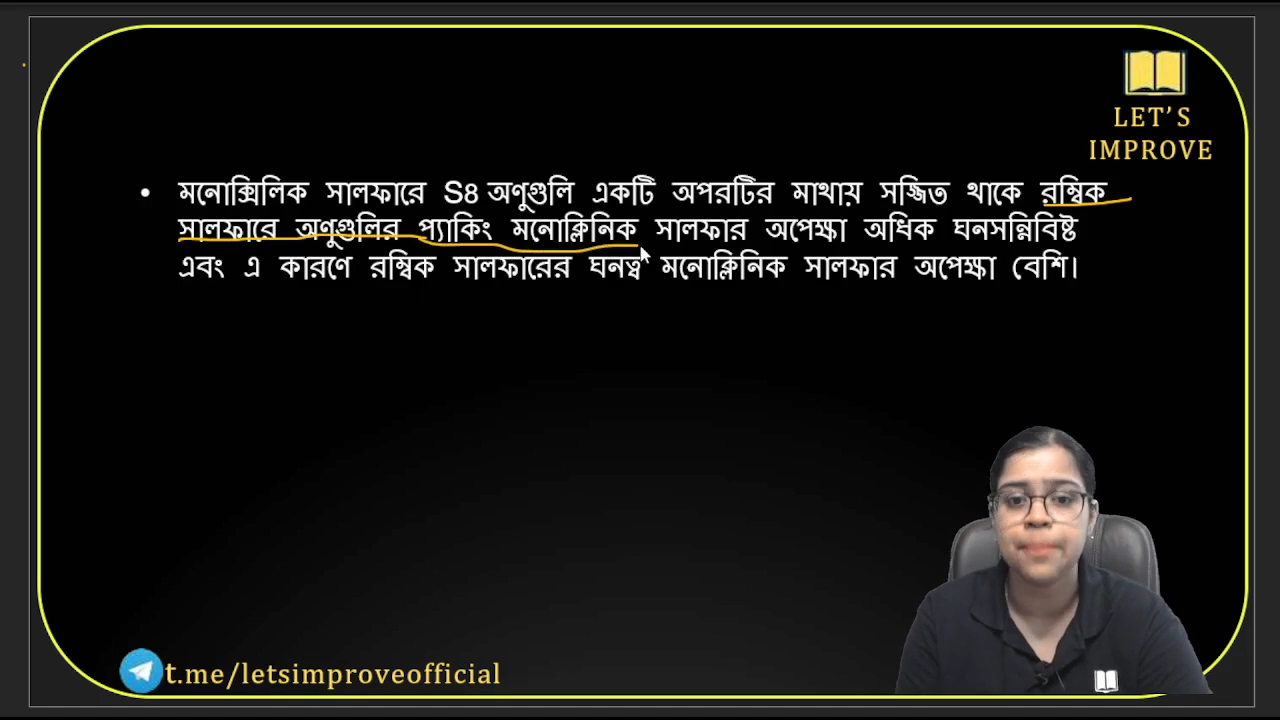 LET'S
IMPROVE
• মনোক্সিলিক সালফারে S8 অণুগুলি একটি অপরটির মাথায় সজ্জিত থাকে রম্বিক
সালফারে অণুগুলির প্যাকিং মনোক্লিনিক সালফার অপেক্ষা অধিক ঘনসন্নিবিষ্ট
এবং এ কারণে রম্বিক সালফারের ঘনত্ব মনোক্লিনিক সালফার অপেক্ষা বেশি।
t.me/letsimproveofficial